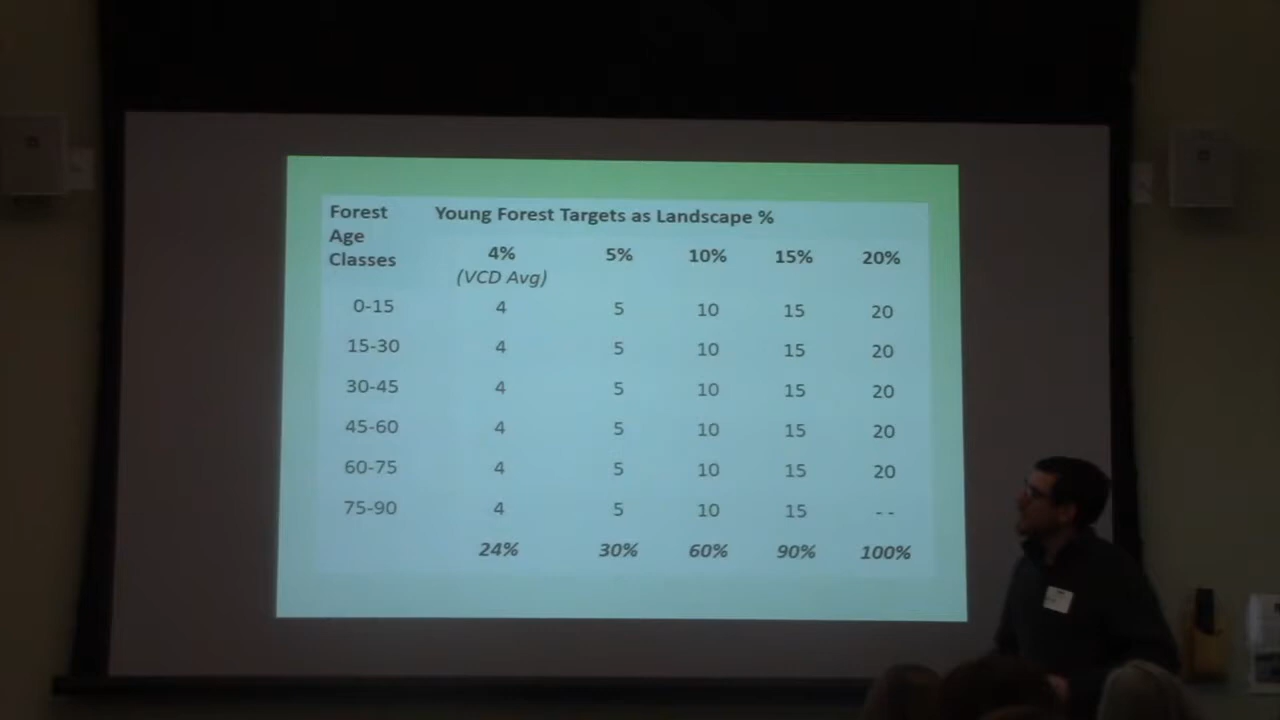 Forest Young Forest Targets as Landscape %
Age
Classes 4% 5% 10% 15% 20%
(VCD Avg)
0-15 4 5 10 15 20
15-30 4 5 10 15 20
30-45 4 5 10 15 20
45-60 4 5 10 15 20
60-75 4 5 10 15 20
75-90 4 5 10 15 --
24% 30% 60% 90% 100%